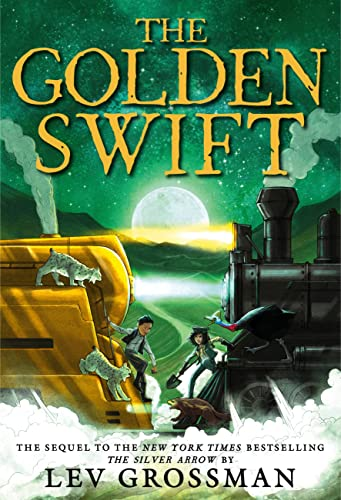 THE
GOLDEN
SWIFT
THE SEQUEL TO THE NEW YORK TIMES BESTSELLING
THE SILVER ARROW BY
LEV GROSSMAN